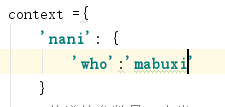 context ={
'nani': {
'who':'mabuxi'
}